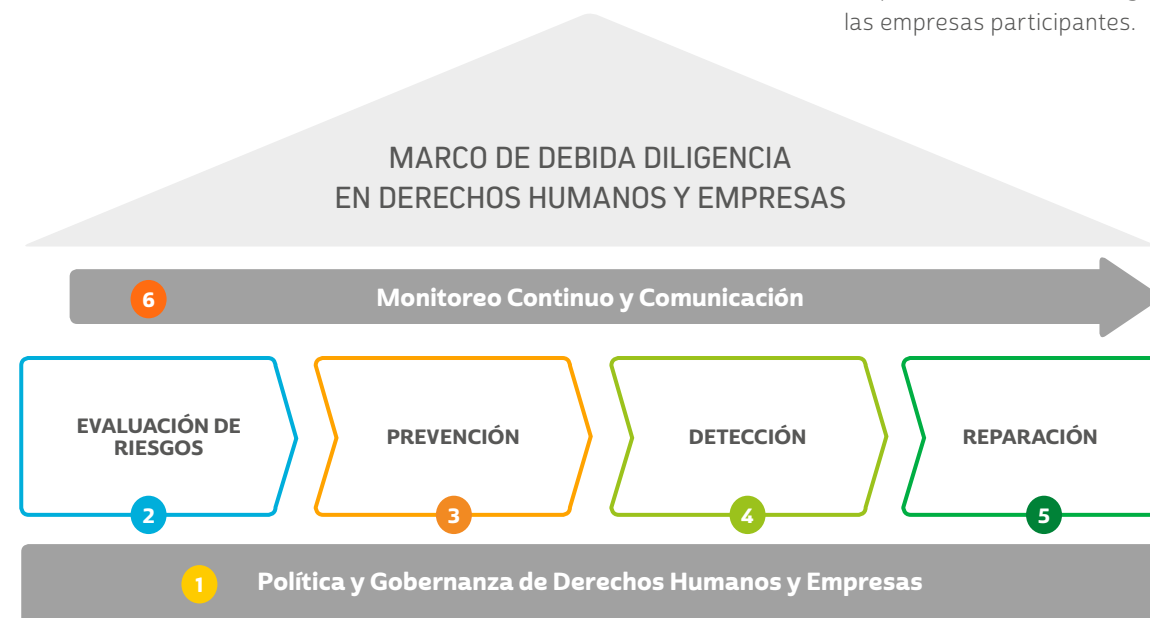 las empresas participantes.
MARCO DE DEBIDA DILIGENCIA
EN DERECHOS HUMANOS Y EMPRESAS
6 Monitoreo Continuo y Comunicación
EVALUACIÓN DE
RIESGOS
2
PREVENCIÓN
3
DETECCIÓN
4
REPARACIÓN
5
1 Política y Gobernanza de Derechos Humanos y Empresas